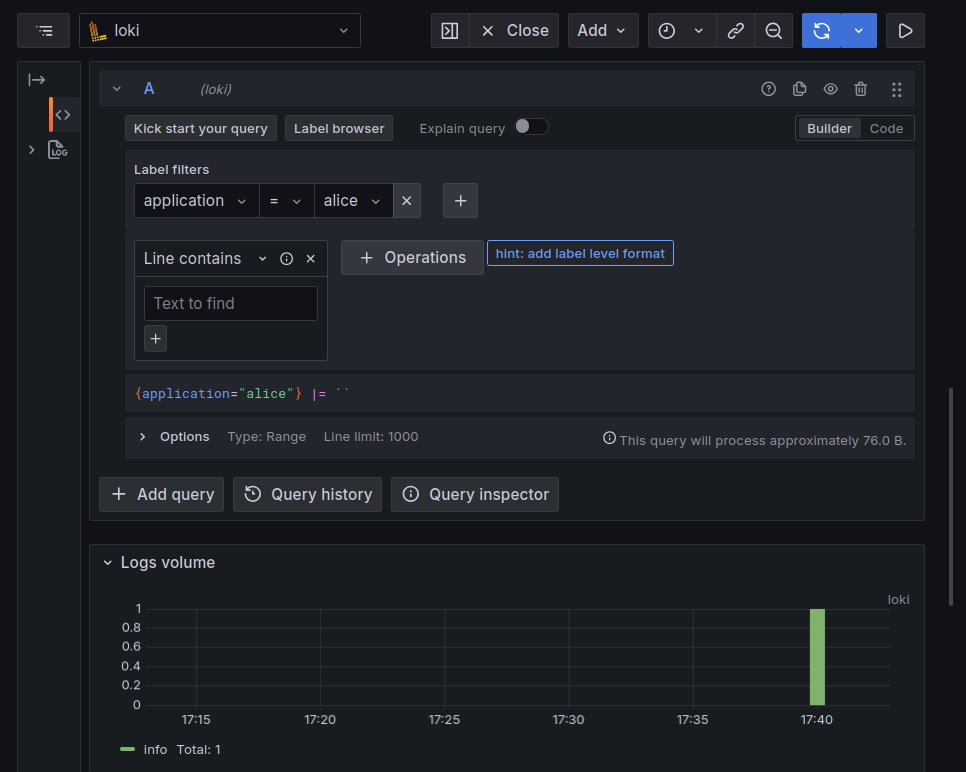 loki Close Add
A (loki)
Kick start your query Label browser Explain query Builder Code
LOG
Label filters
application = alice
Line contains Operations hint: add label level format
Text to find
{application="alice"} |= ``
Options Type: Range Line limit: 1000 This query will process approximately 76.0 B.
Add query Query history Query inspector
Logs volume
loki
1
0.8
0.6
0.4
0.2
0
17:15 17:20 17:25 17:30 17:35 17:40
info Total: 1